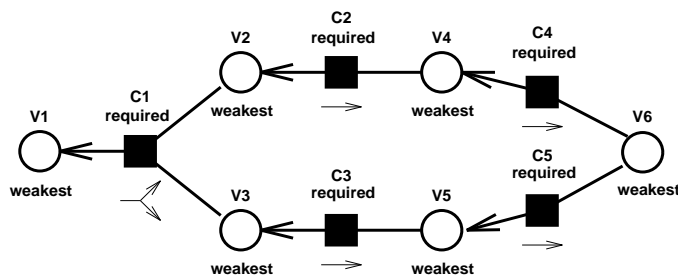 C2
required
C4
required
V2
V4
C1
required
weakest
weakest
V1
V6
weakest
C3
required
C5
required
V3
V5
weakest
weakest
weakest